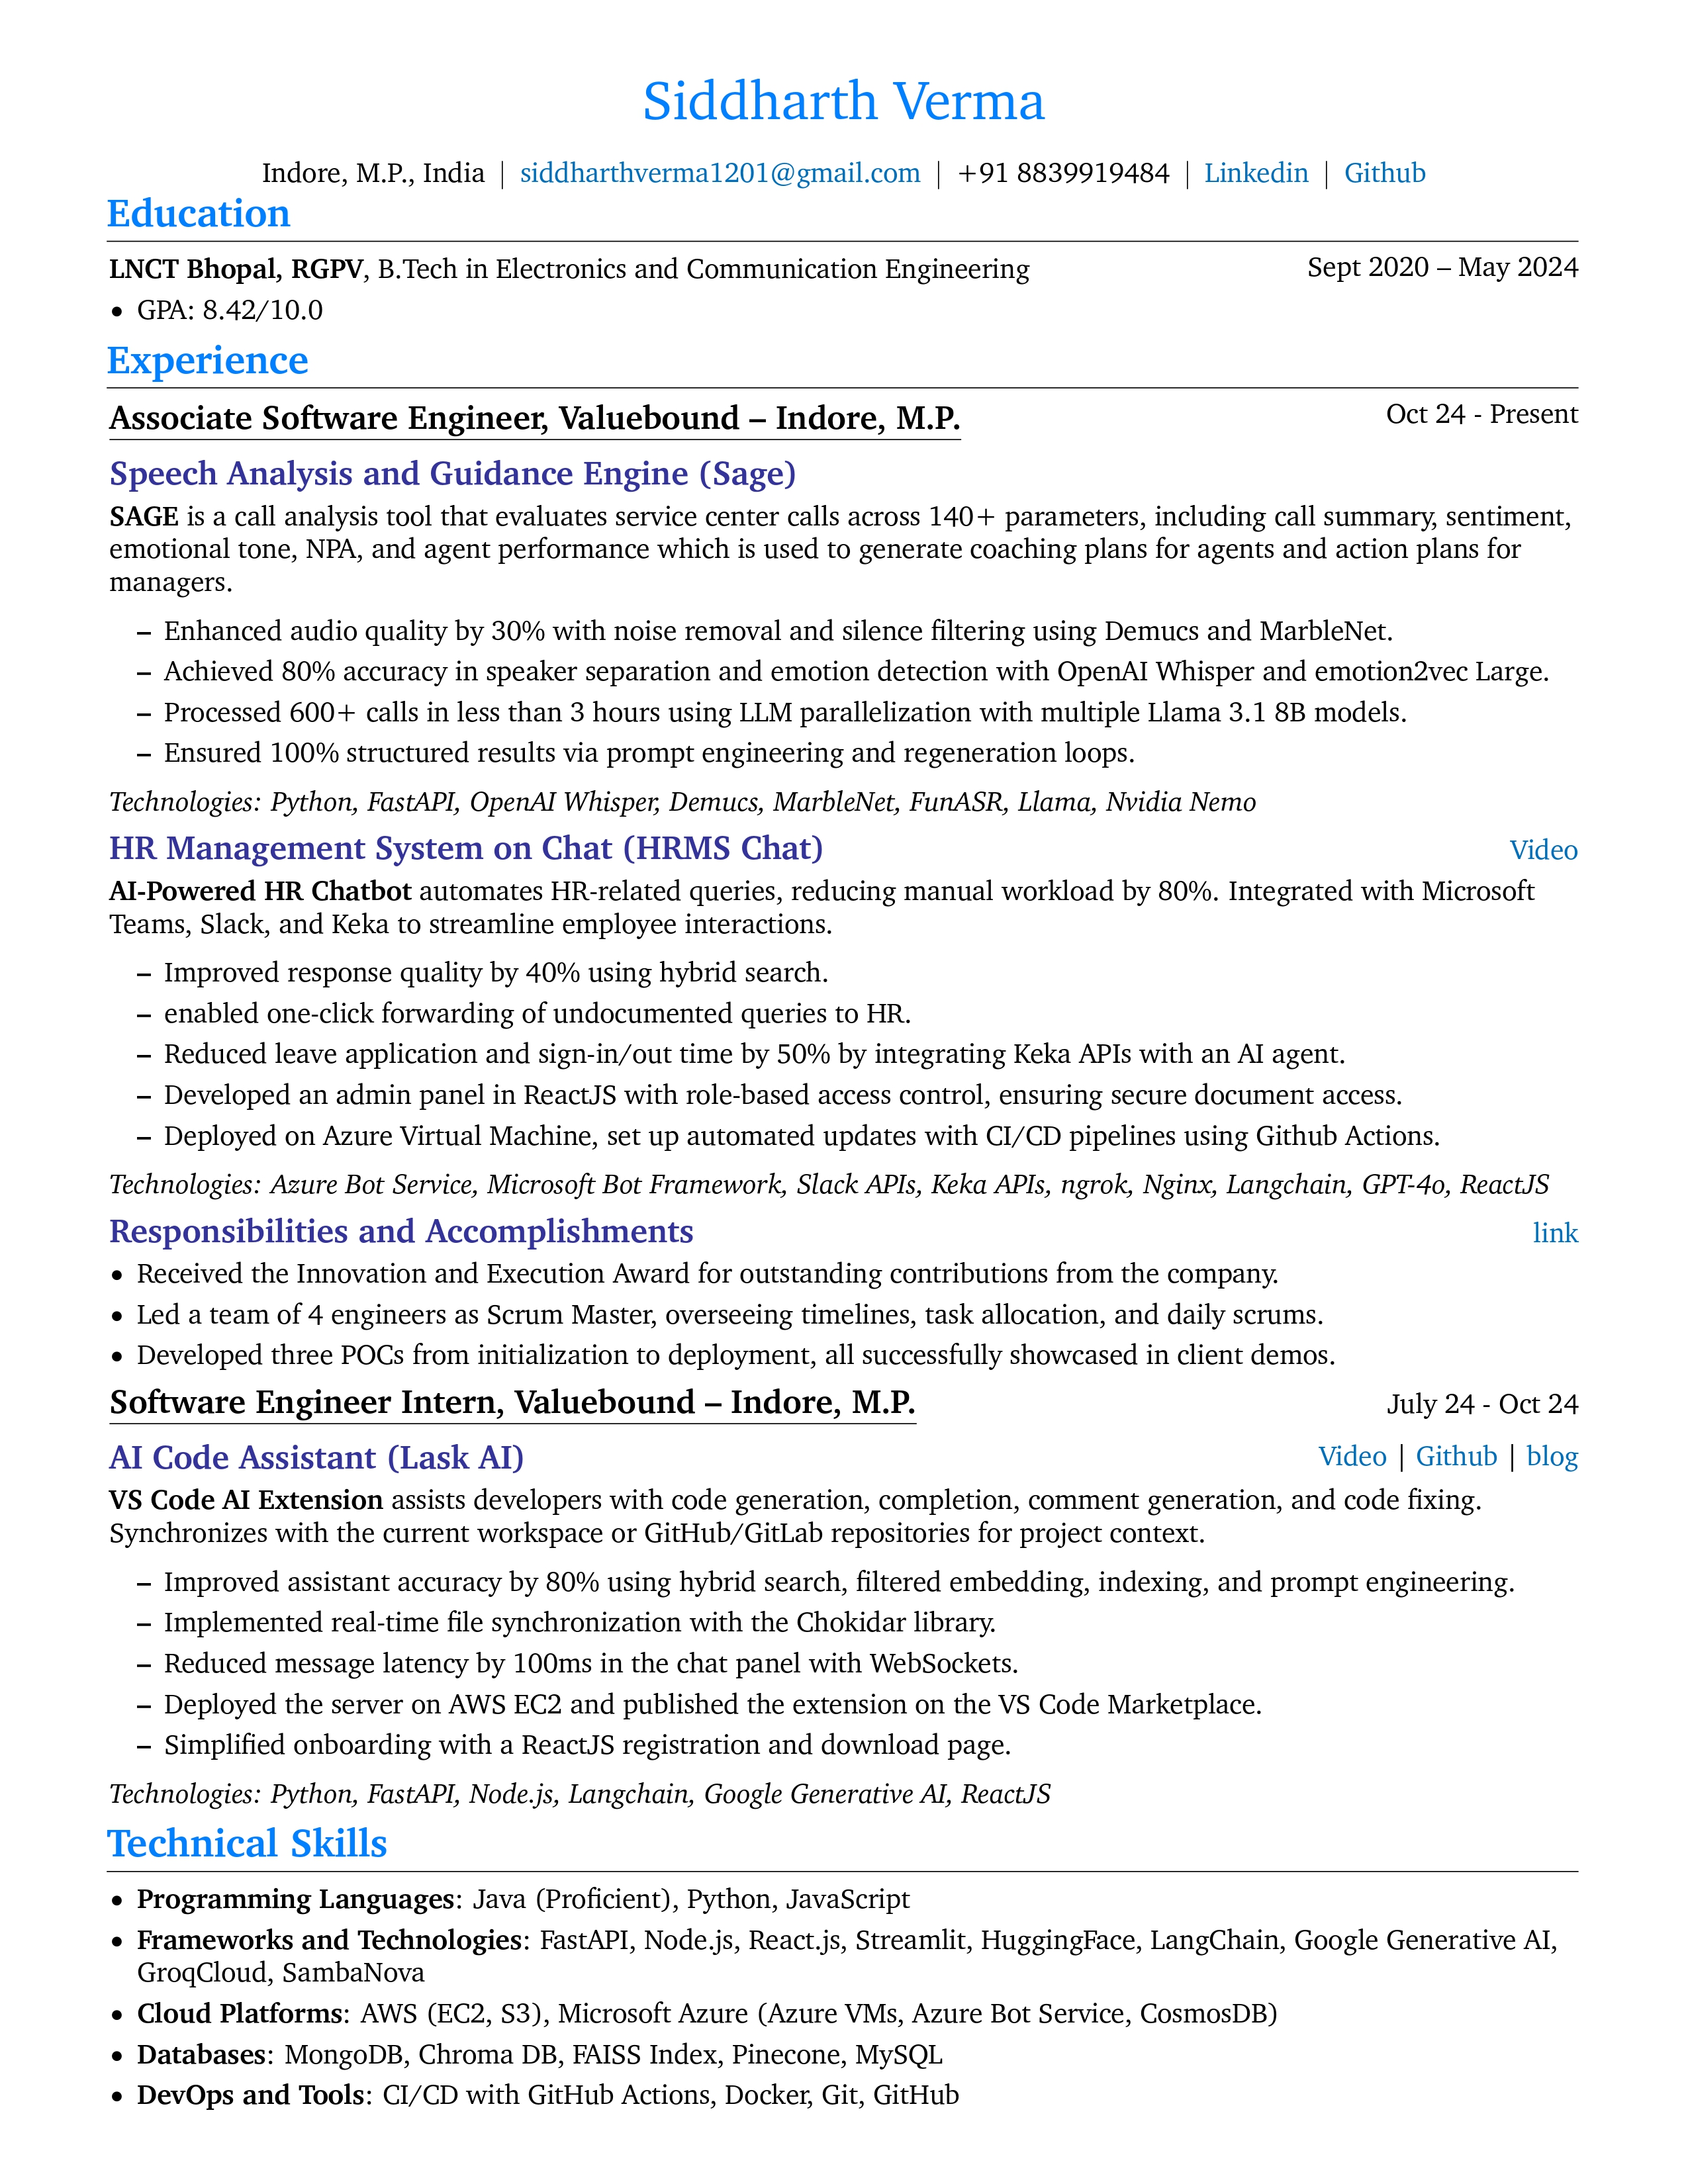 Siddharth Verma
Indore, M.P., India | siddharthverma1201@gmail.com | +91 8839919484 | Linkedin | Github
Education
LNCT Bhopal, RGPV, B.Tech in Electronics and Communication Engineering Sept 2020 – May 2024
• GPA: 8.42/10.0
Experience
Associate Software Engineer, Valuebound – Indore, M.P. Oct 24 - Present
Speech Analysis and Guidance Engine (Sage)
SAGE is a call analysis tool that evaluates service center calls across 140+ parameters, including call summary, sentiment,
emotional tone, NPA, and agent performance which is used to generate coaching plans for agents and action plans for
managers.
– Enhanced audio quality by 30% with noise removal and silence filtering using Demucs and MarbleNet.
– Achieved 80% accuracy in speaker separation and emotion detection with OpenAI Whisper and emotion2vec Large.
– Processed 600+ calls in less than 3 hours using LLM parallelization with multiple Llama 3.1 8B models.
– Ensured 100% structured results via prompt engineering and regeneration loops.
Technologies: Python, FastAPI, OpenAI Whisper, Demucs, MarbleNet, FunASR, Llama, Nvidia Nemo
HR Management System on Chat (HRMS Chat) Video
AI-Powered HR Chatbot automates HR-related queries, reducing manual workload by 80%. Integrated with Microsoft
Teams, Slack, and Keka to streamline employee interactions.
– Improved response quality by 40% using hybrid search.
– enabled one-click forwarding of undocumented queries to HR.
– Reduced leave application and sign-in/out time by 50% by integrating Keka APIs with an AI agent.
– Developed an admin panel in ReactJS with role-based access control, ensuring secure document access.
– Deployed on Azure Virtual Machine, set up automated updates with CI/CD pipelines using Github Actions.
Technologies: Azure Bot Service, Microsoft Bot Framework, Slack APIs, Keka APIs, ngrok, Nginx, Langchain, GPT-4o, ReactJS
Responsibilities and Accomplishments link
• Received the Innovation and Execution Award for outstanding contributions from the company.
• Led a team of 4 engineers as Scrum Master, overseeing timelines, task allocation, and daily scrums.
• Developed three POCs from initialization to deployment, all successfully showcased in client demos.
Software Engineer Intern, Valuebound – Indore, M.P. July 24 - Oct 24
AI Code Assistant (Lask AI) Video | Github | blog
VS Code AI Extension assists developers with code generation, completion, comment generation, and code fixing.
Synchronizes with the current workspace or GitHub/GitLab repositories for project context.
– Improved assistant accuracy by 80% using hybrid search, filtered embedding, indexing, and prompt engineering.
– Implemented real-time file synchronization with the Chokidar library.
– Reduced message latency by 100ms in the chat panel with WebSockets.
– Deployed the server on AWS EC2 and published the extension on the VS Code Marketplace.
– Simplified onboarding with a ReactJS registration and download page.
Technologies: Python, FastAPI, Node.js, Langchain, Google Generative AI, ReactJS
Technical Skills
• Programming Languages: Java (Proficient), Python, JavaScript
• Frameworks and Technologies: FastAPI, Node.js, React.js, Streamlit, HuggingFace, LangChain, Google Generative AI,
GroqCloud, SambaNova
• Cloud Platforms: AWS (EC2, S3), Microsoft Azure (Azure VMs, Azure Bot Service, CosmosDB)
• Databases: MongoDB, Chroma DB, FAISS Index, Pinecone, MySQL
• DevOps and Tools: CI/CD with GitHub Actions, Docker, Git, GitHub